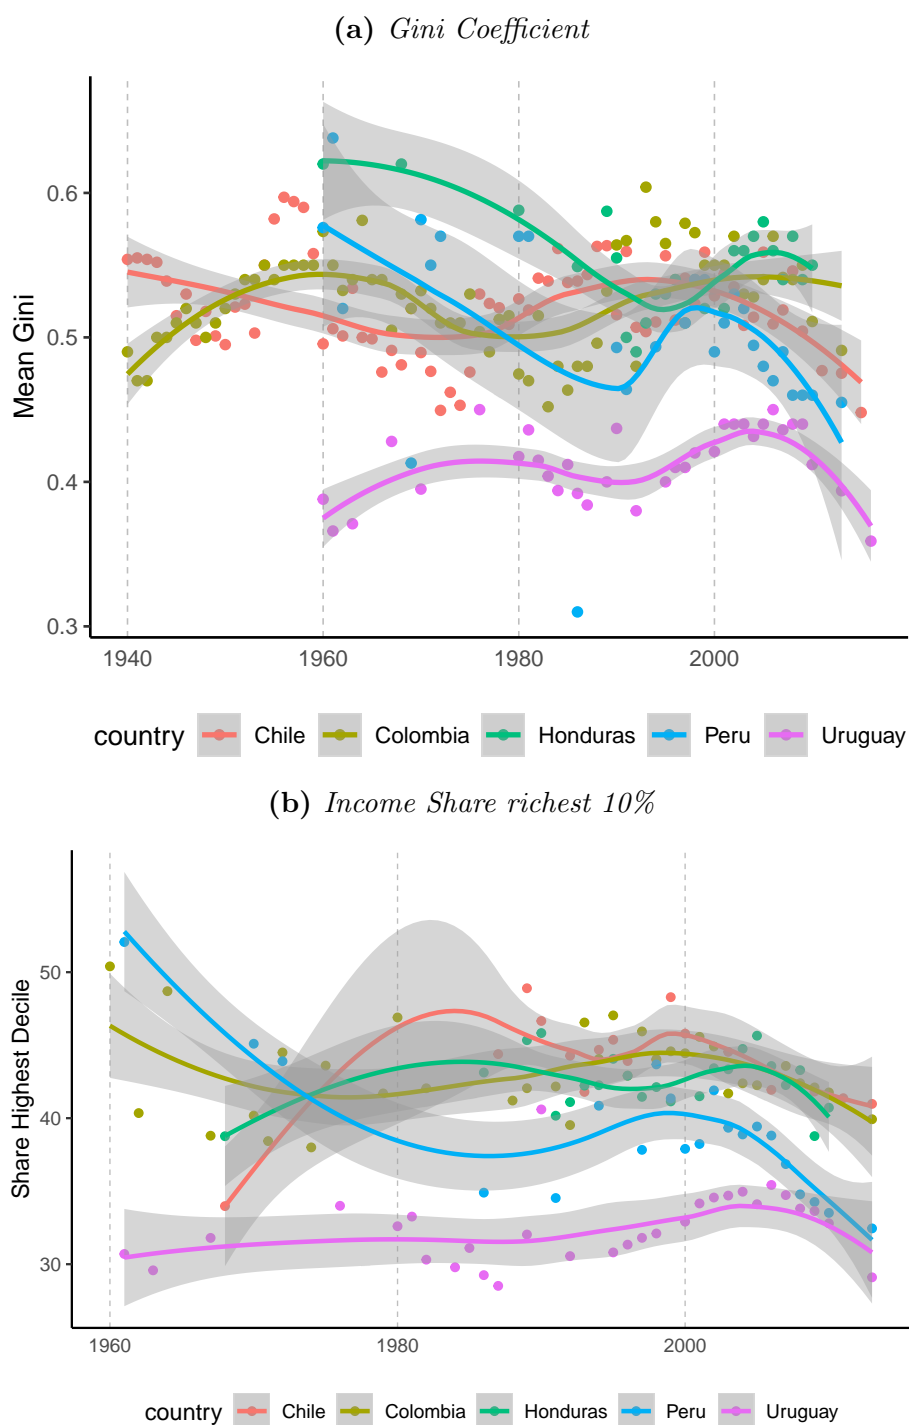 (a) Gini Coefficient
Mean Gini
0.6
0.5
0.4
0.3
1940 1960 1980 2000
country Chile Colombia Honduras Peru Uruguay
(b) Income Share richest 10%
Share Highest Decile
50
40
30
1960 1980 2000
country Chile Colombia Honduras Peru Uruguay